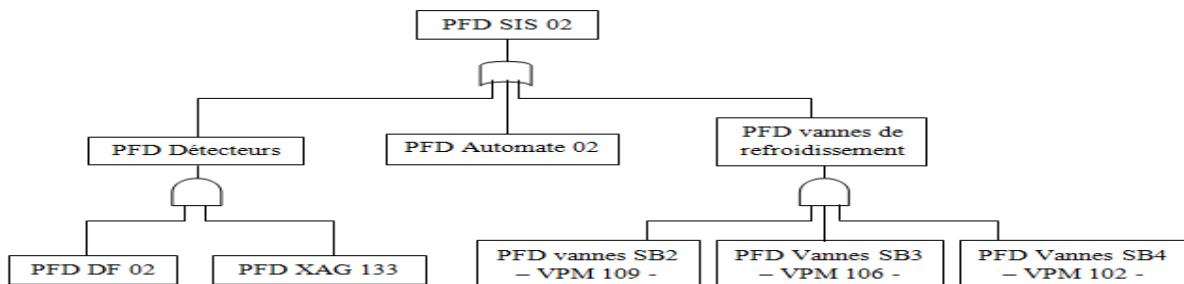 PFD SIS 02
PFD Détecteurs
PFD Automate 02
PFD vannes de
refroidissement
PFD DF 02
PFD XAG 133
PFD vannes SB2
– VPM 109 -
PFD Vannes SB3
– VPM 106 -
PFD Vannes SB4
– VPM 102 -